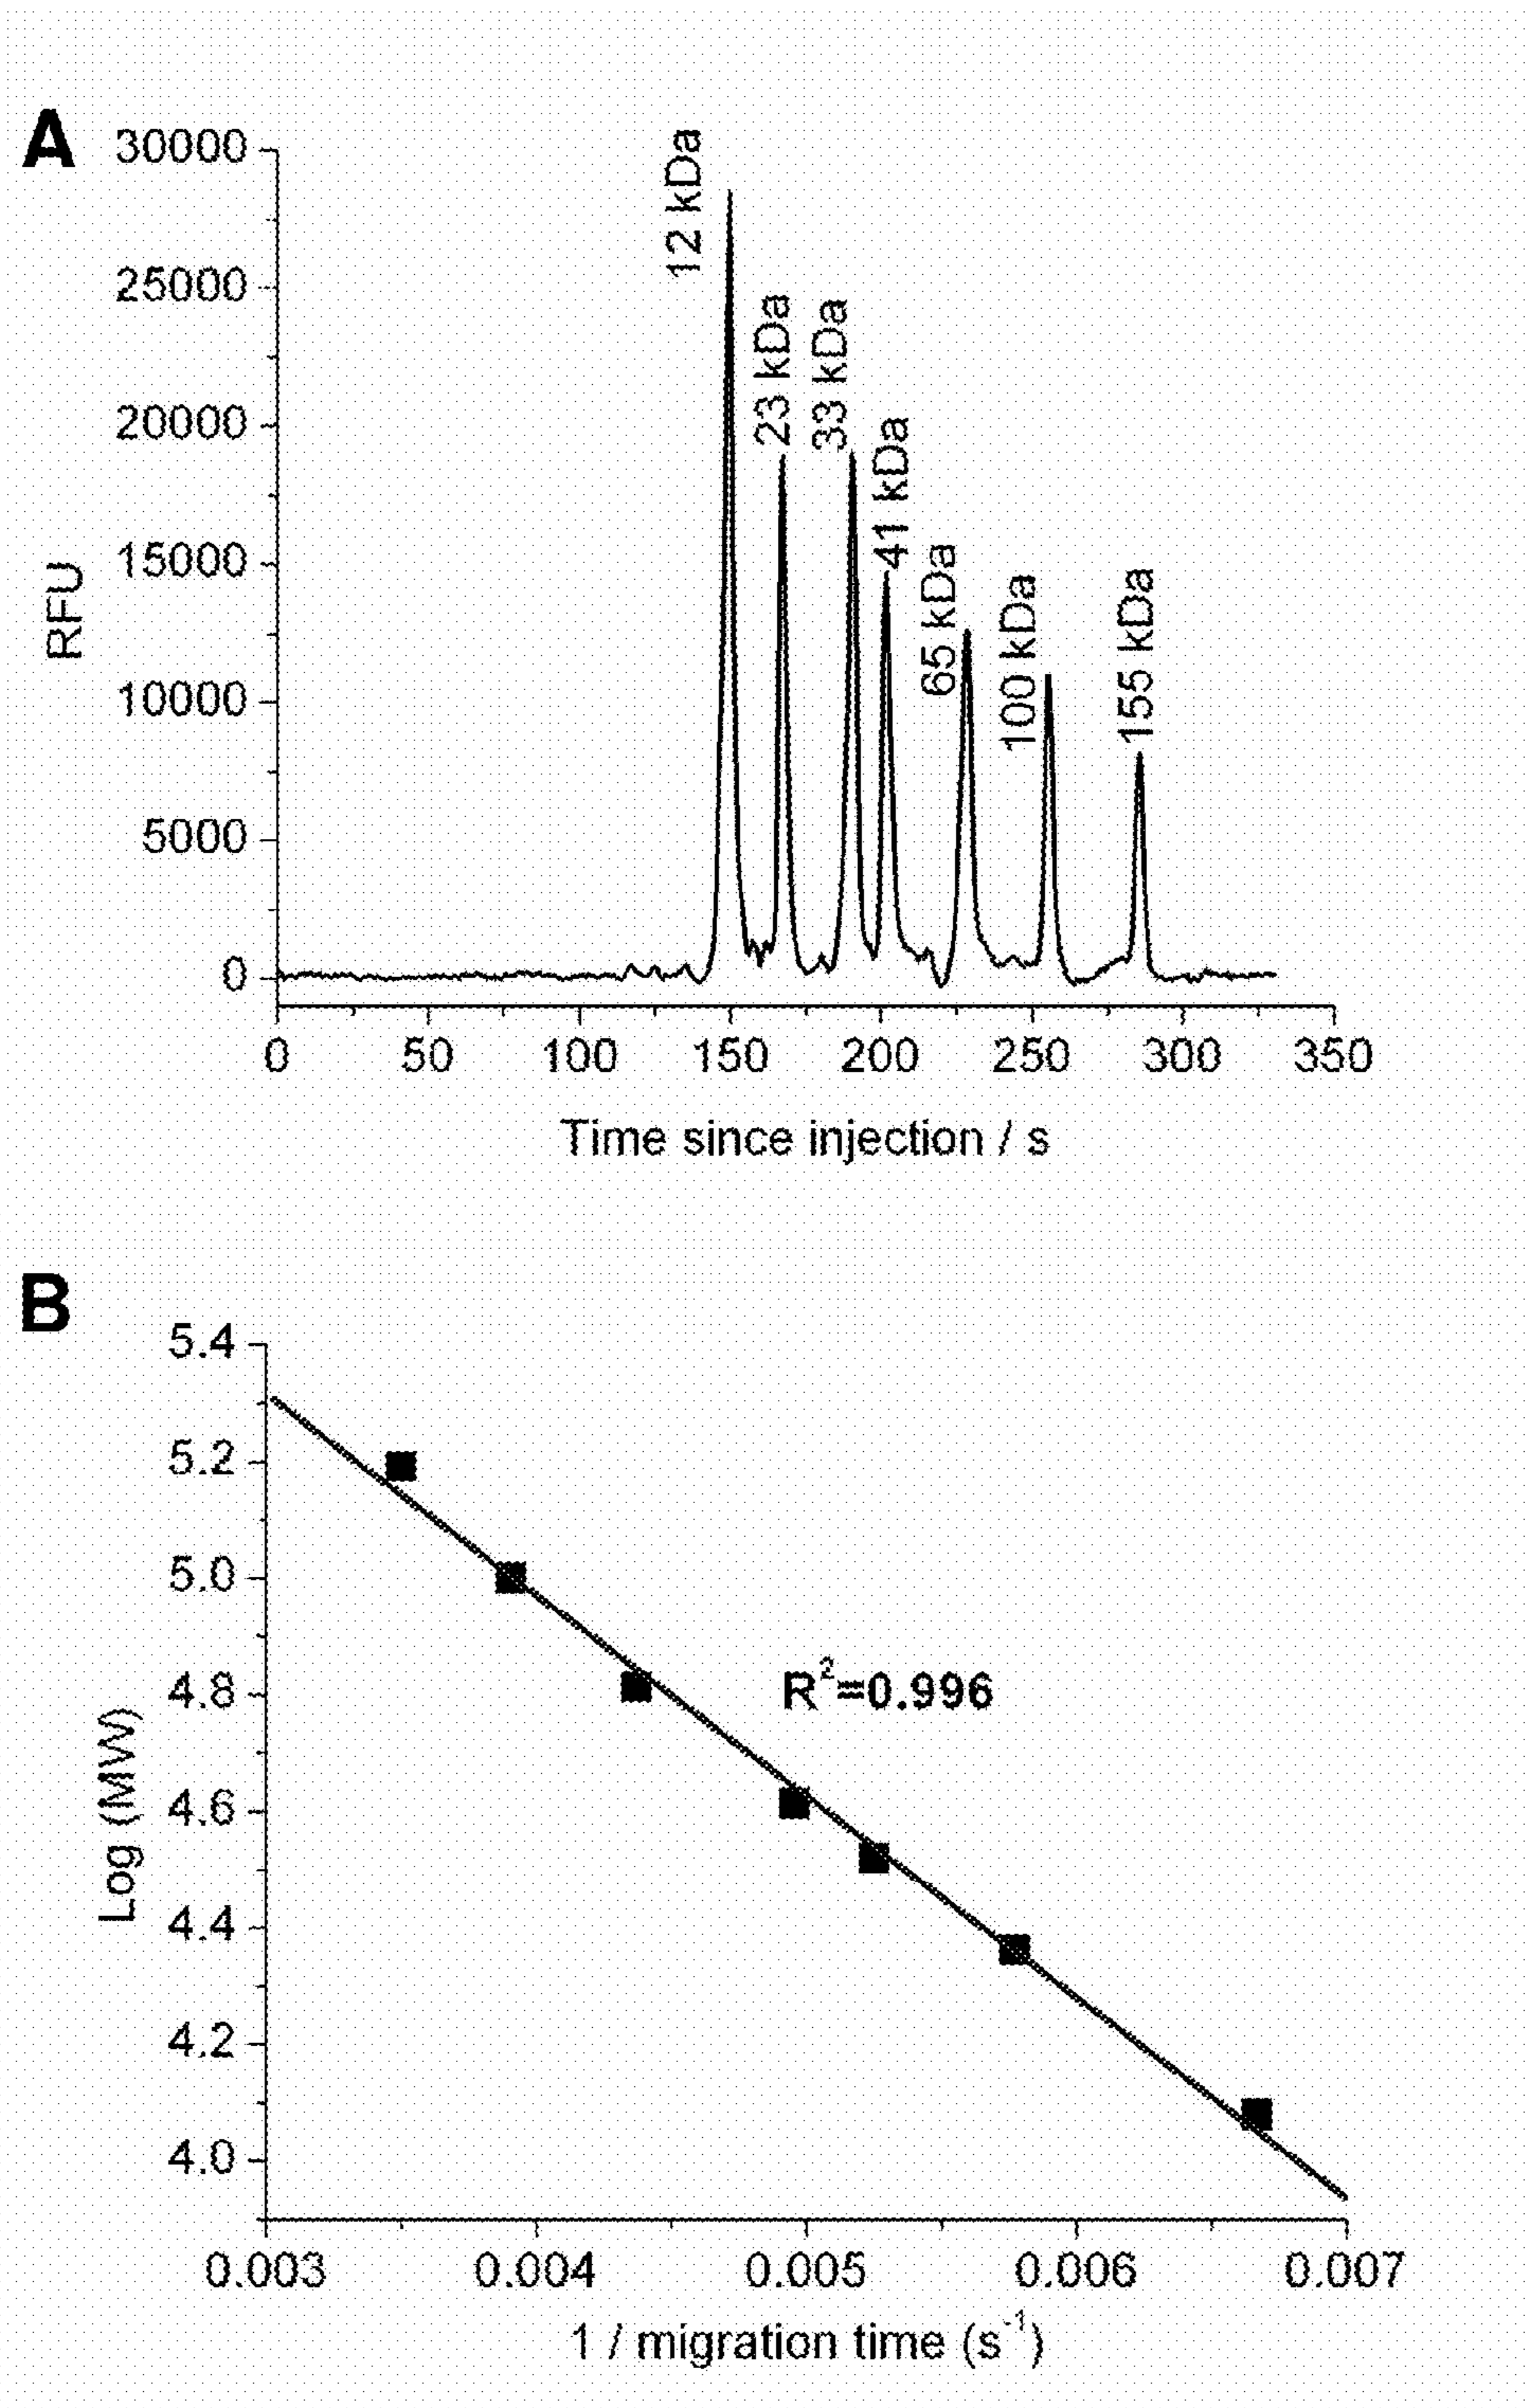 A
30000
25000
20000
15000
10000
5000
0
RFU
12 kDa
23 kDa
33 kDa
41 kDa
65 kDa
100 kDa
155 kDa
0 50 100 150 200 250 300 350
Time since injection / s
B
5.4
5.2
5.0
4.8
4.6
4.4
4.2
4.0
Log (MW)
R²=0.996
0.003 0.004 0.005 0.006 0.007
1 / migration time (s⁻¹)